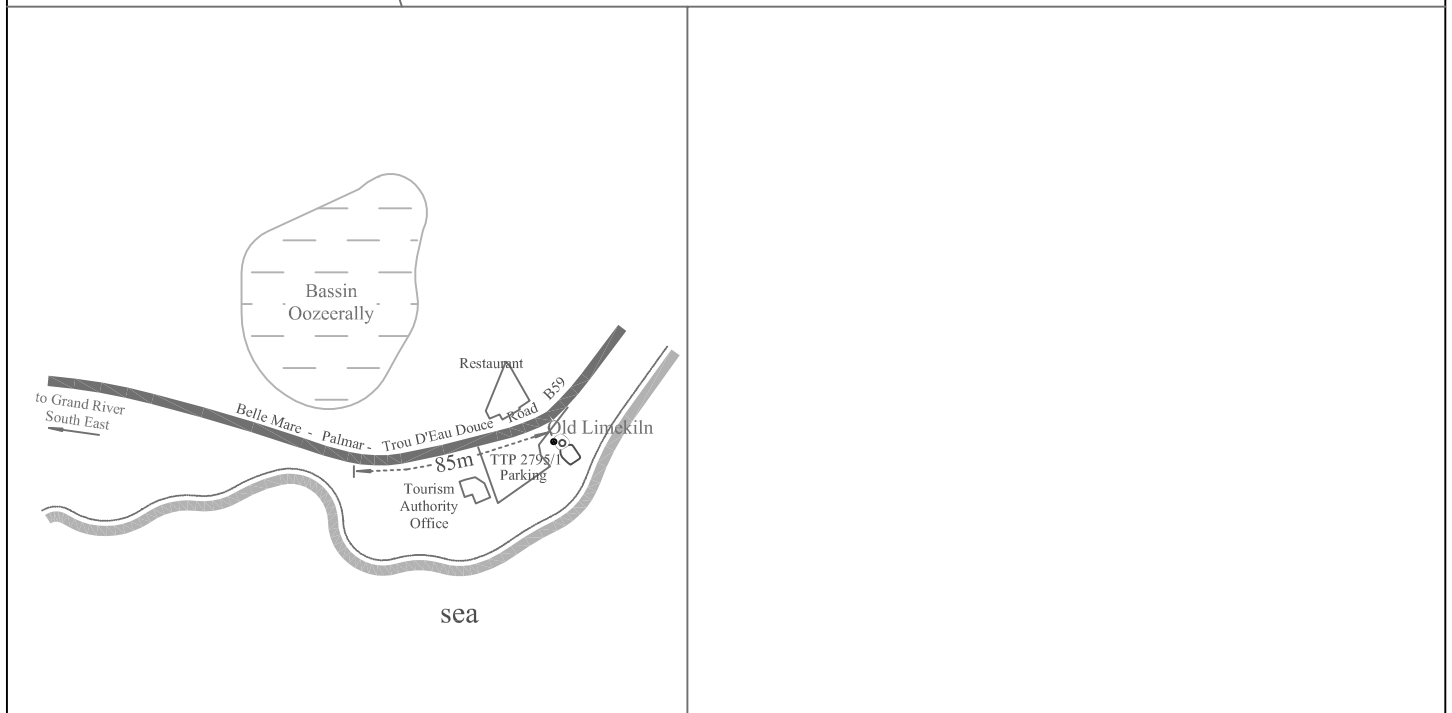 Bassin
Oozeerally
Restaurant
B59
Road
Belle Mare - Palmar - Trou D'Eau Douce
to Grand River
South East
Old Limekiln
85m
TTP 2795/1
Parking
Tourism
Authority
Office
sea